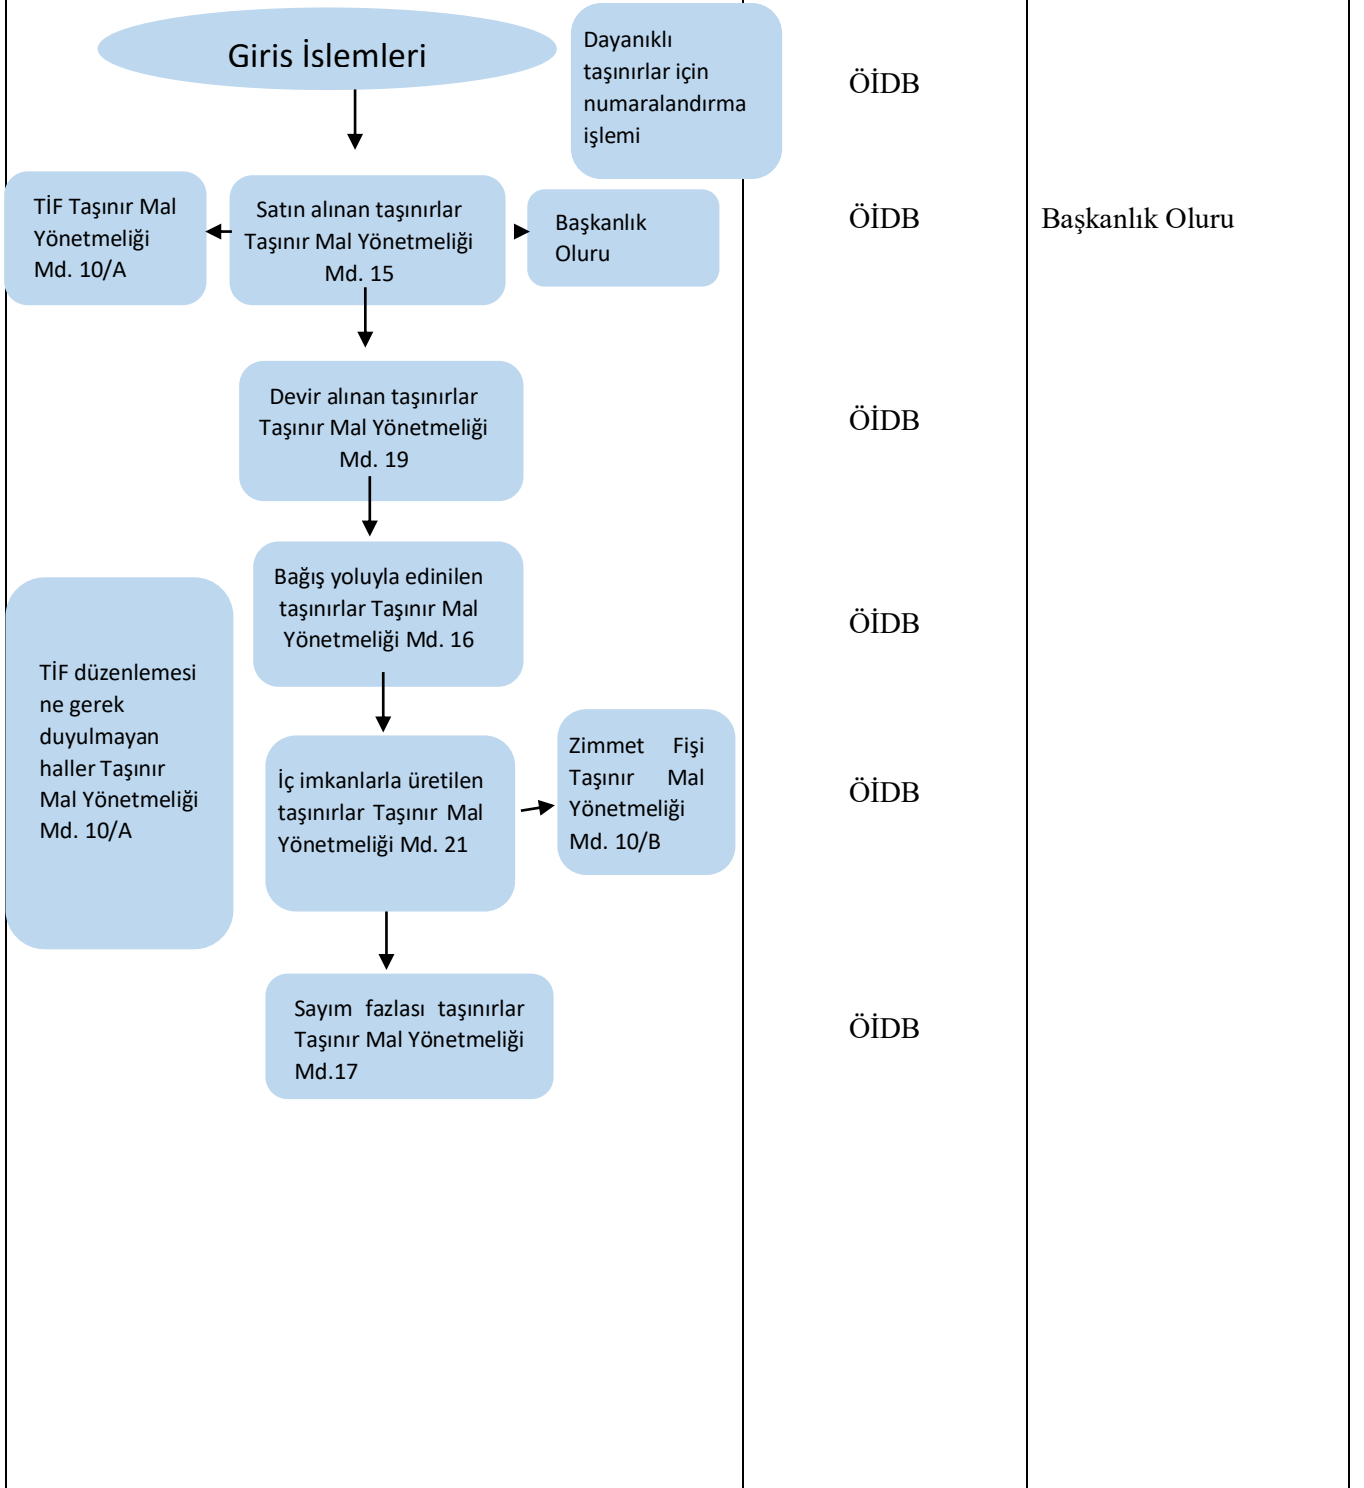 Giris İslemleri
Dayanıklı
taşınırlar için
numaralandırma
işlemi
ÖİDB
TİF Taşınır Mal
Yönetmeliği
Md. 10/A
Satın alınan taşınırlar
Taşınır Mal Yönetmeliği
Md. 15
Başkanlık
Oluru
ÖİDB
Başkanlık Oluru
Devir alınan taşınırlar
Taşınır Mal Yönetmeliği
Md. 19
ÖİDB
Bağış yoluyla edinilen
taşınırlar Taşınır Mal
Yönetmeliği Md. 16
ÖİDB
TİF düzenlemesi
ne gerek
duyulmayan
haller Taşınır
Mal Yönetmeliği
Md. 10/A
İç imkanlarla üretilen
taşınırlar Taşınır Mal
Yönetmeliği Md. 21
Zimmet Fişi
Taşınır Mal
Yönetmeliği
Md. 10/B
ÖİDB
Sayım fazlası taşınırlar
Taşınır Mal Yönetmeliği
Md.17
ÖİDB